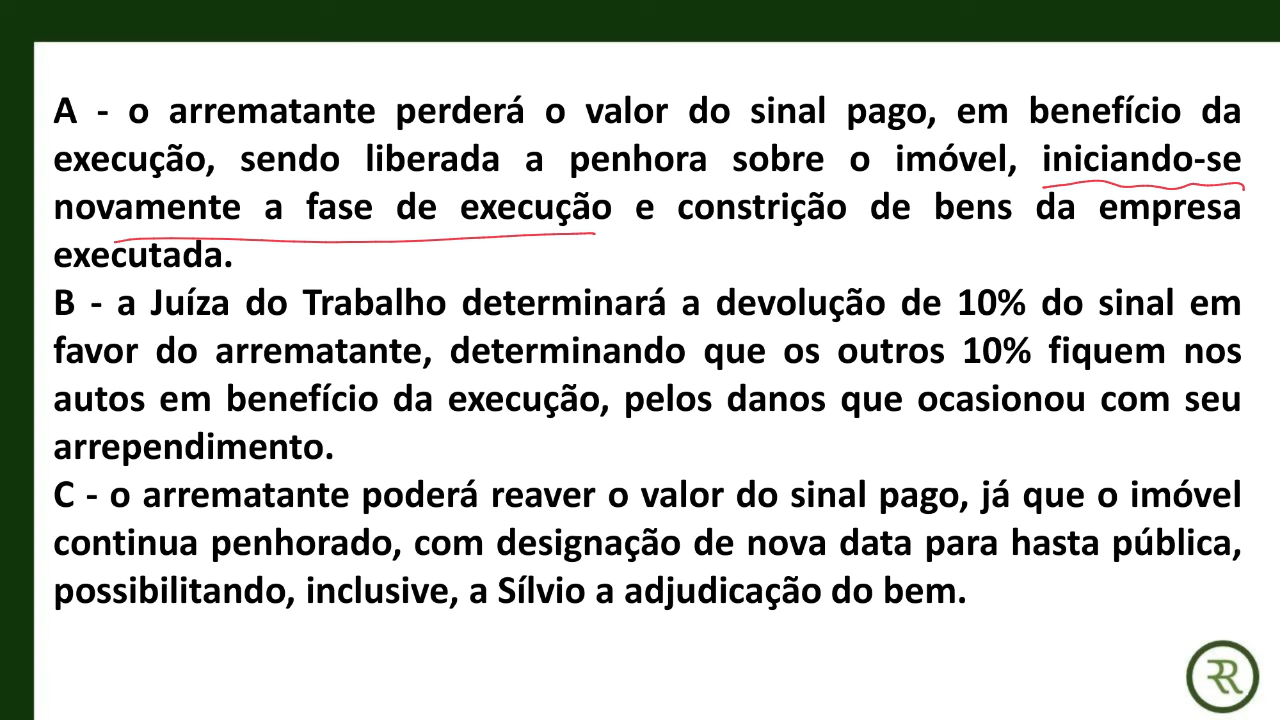 A - o arrematante perderá o valor do sinal pago, em benefício da
execução, sendo liberada a penhora sobre o imóvel, iniciando-se
novamente a fase de execução e constrição de bens da empresa
executada.
B - a Juíza do Trabalho determinará a devolução de 10% do sinal em
favor do arrematante, determinando que os outros 10% fiquem nos
autos em benefício da execução, pelos danos que ocasionou com seu
arrependimento.
C - o arrematante poderá reaver o valor do sinal pago, já que o imóvel
continua penhorado, com designação de nova data para hasta pública,
possibilitando, inclusive, a Sílvio a adjudicação do bem.